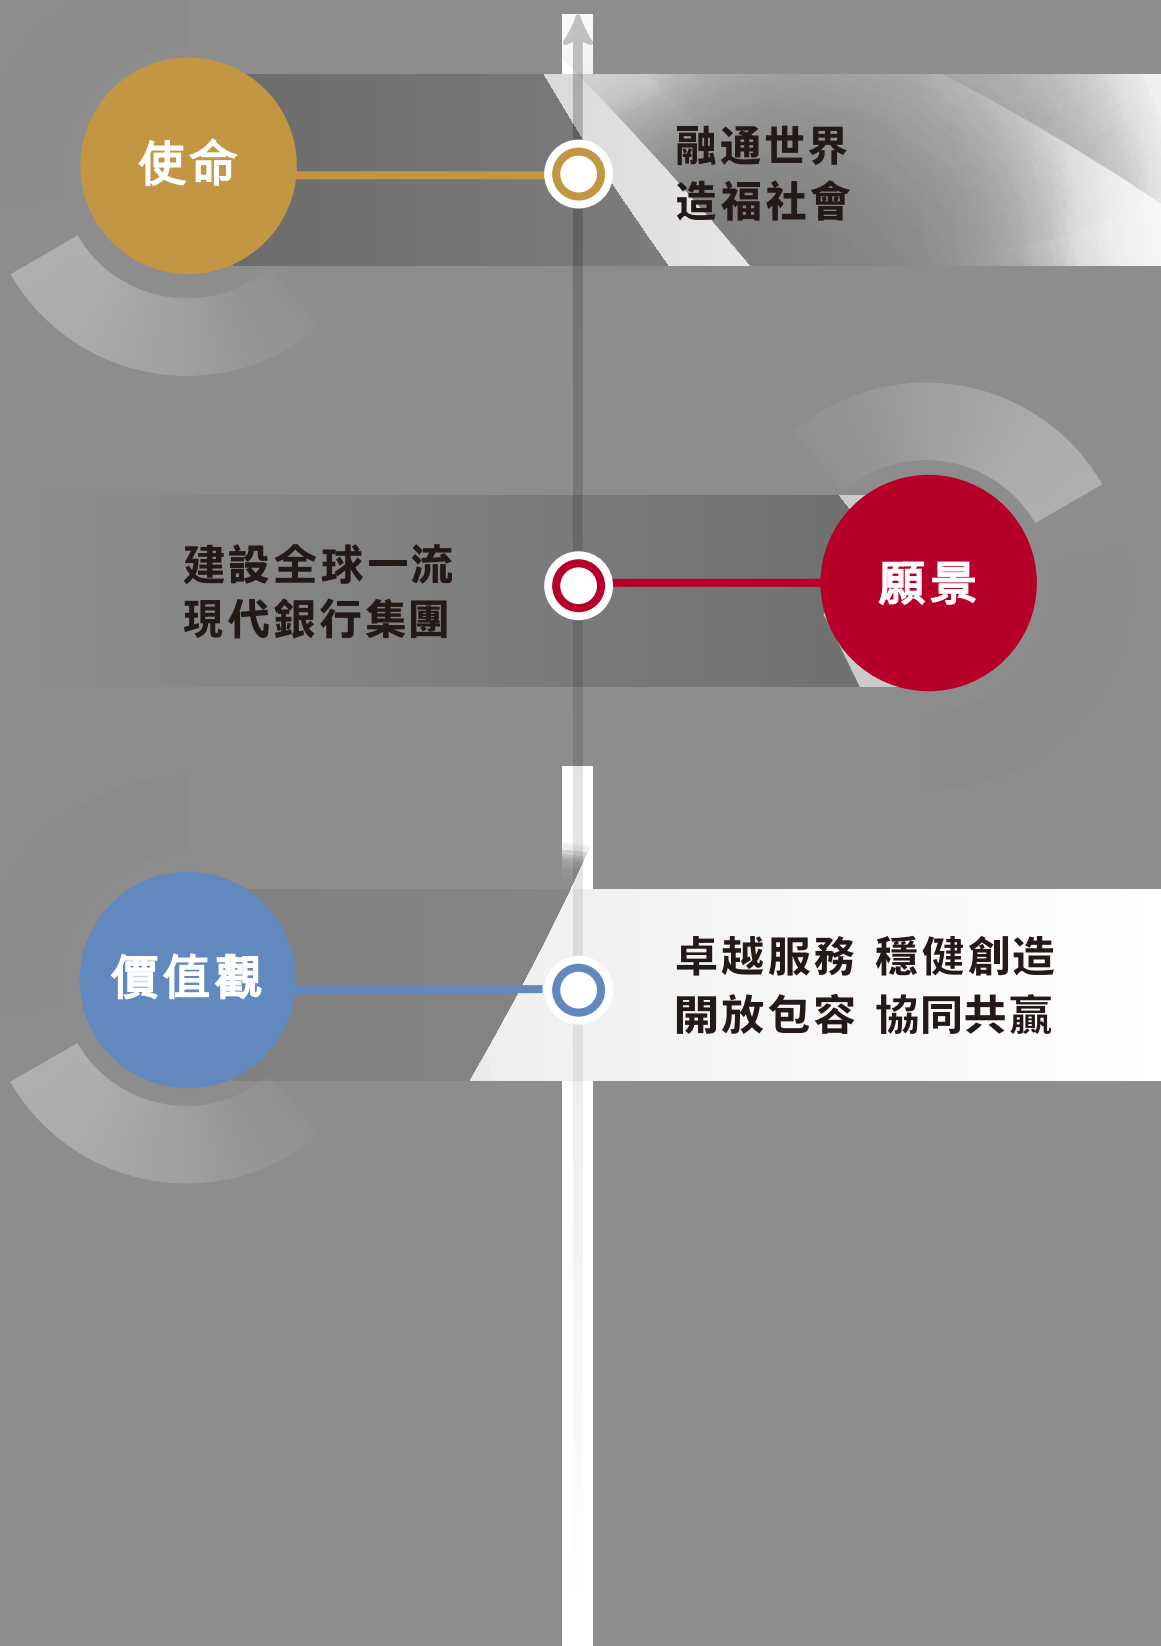 使命
融通世界
造福社會
建設全球一流
現代銀行集團
願景
價值觀
卓越服務 穩健創造
開放包容 協同共贏